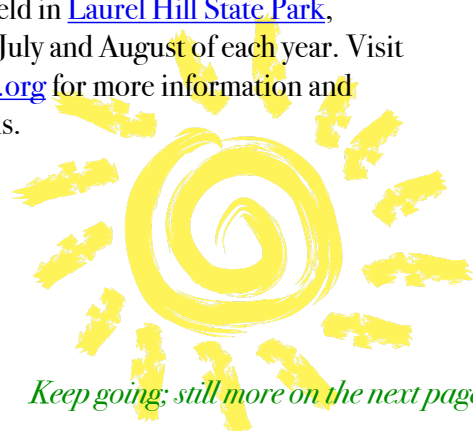 eld in Laurel Hill State Park,
July and August of each year. Visit
.org for more information and
s.
Keep going; still more on the next page